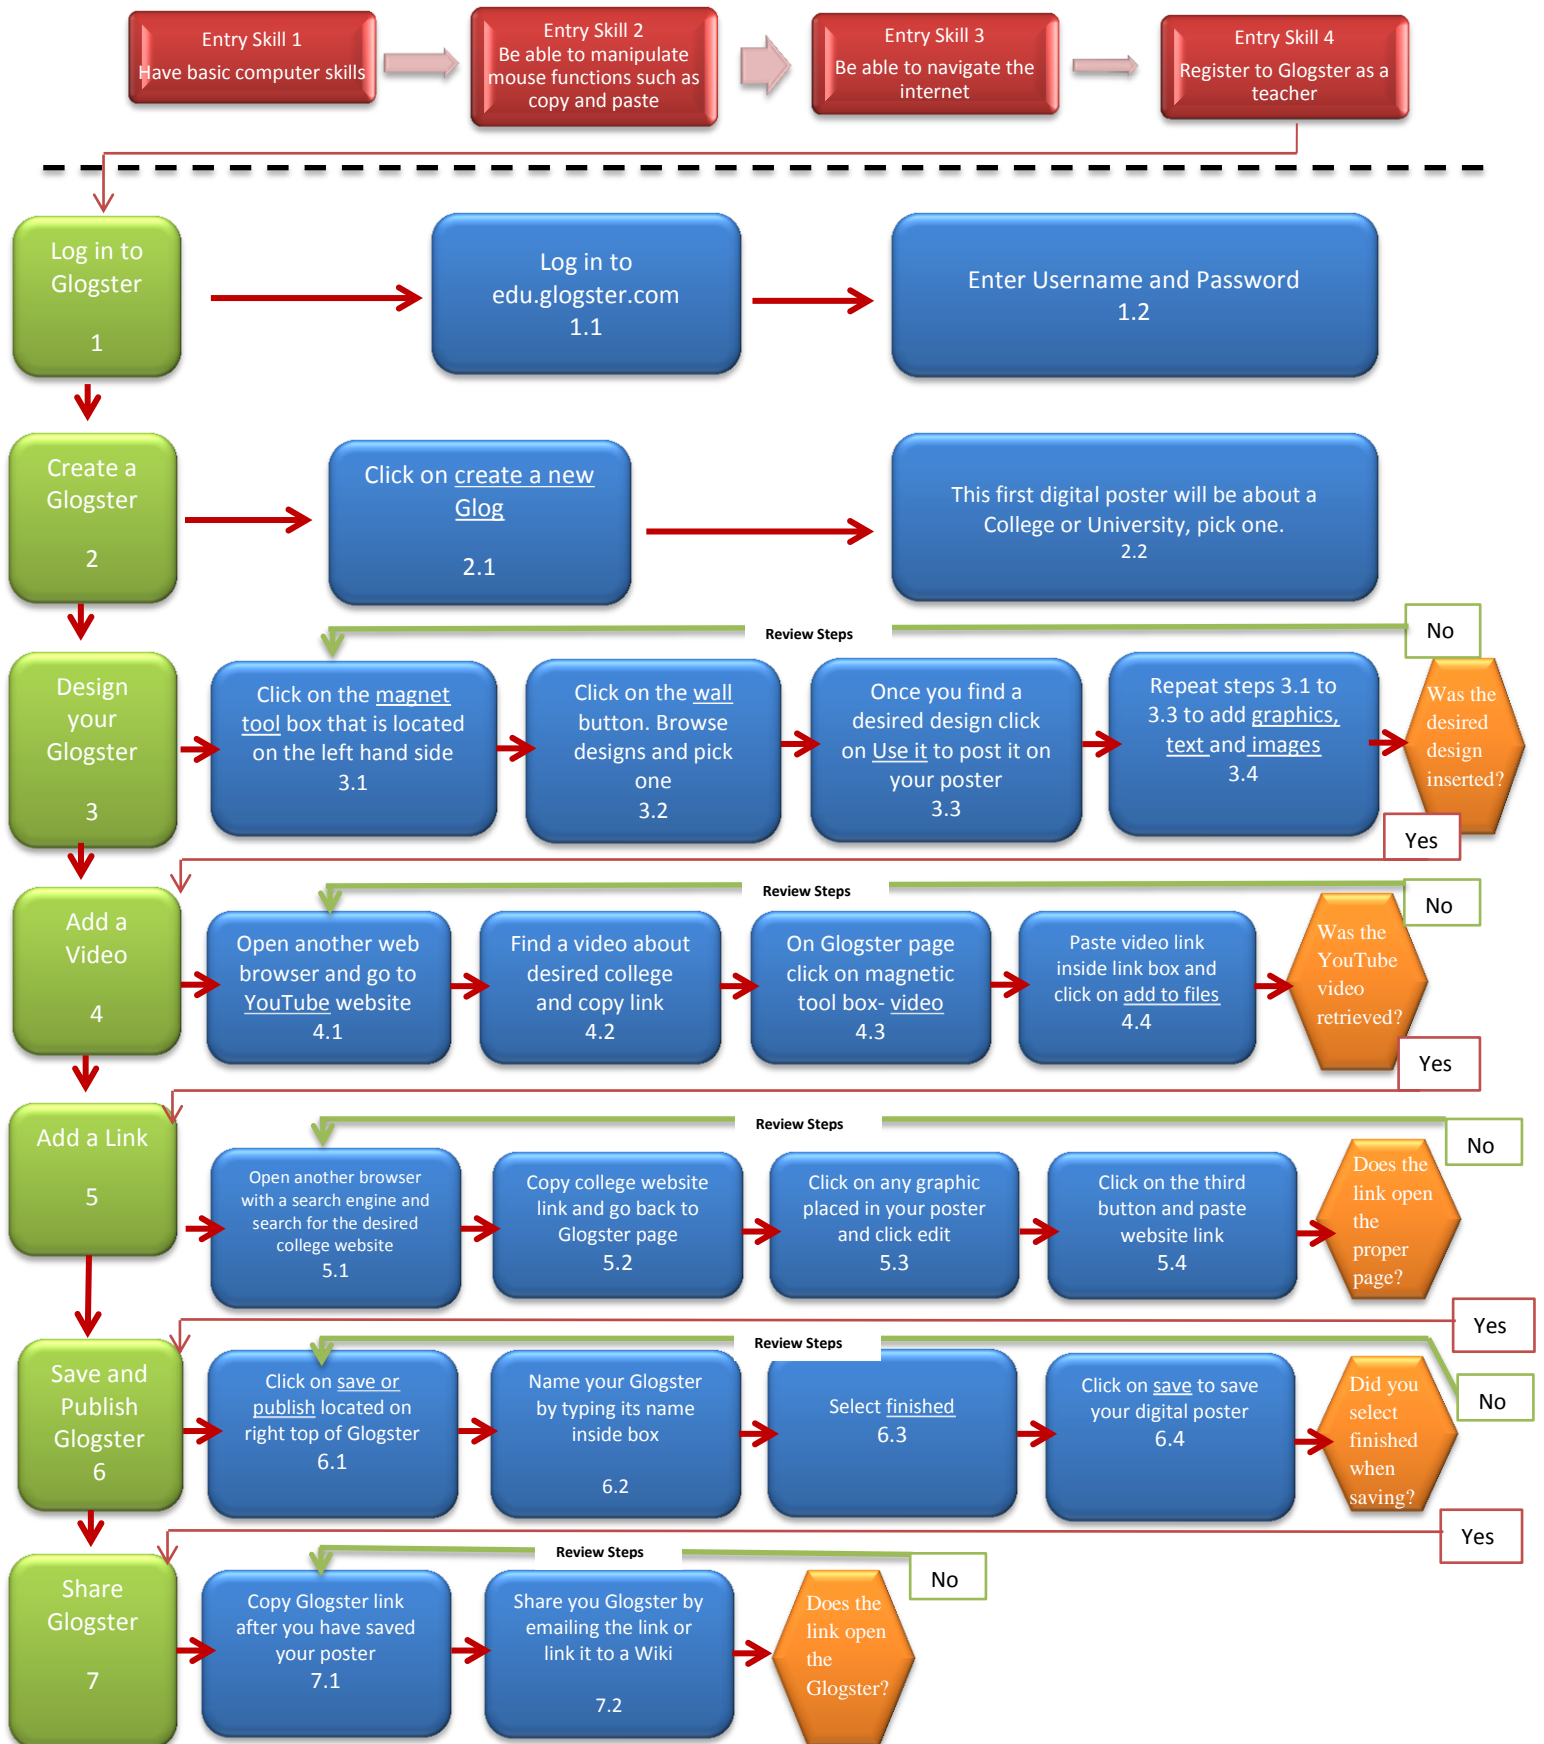 Entry Skill 1
Have basic computer skills
Entry Skill 2
Be able to manipulate
mouse functions such as
copy and paste
Entry Skill 3
Be able to navigate the
internet
Entry Skill 4
Register to Glogster as a
teacher
Log in to
Glogster
1
Log in to
edu.glogster.com
1.1
Enter Username and Password
1.2
Create a
Glogster
2
Click on create a new
Glog
2.1
This first digital poster will be about a
College or University, pick one.
2.2
Review Steps
No
Design
your
Glogster
3
Click on the magnet
tool box that is located
on the left hand side
3.1
Click on the wall
button. Browse
designs and pick
one
3.2
Once you find a
desired design click
on Use it to post it on
your poster
3.3
Repeat steps 3.1 to
3.3 to add graphics,
text and images
3.4
Was the
desired
design
inserted?
Yes
Review Steps
No
Add a
Video
4
Open another web
browser and go to
YouTube website
4.1
Find a video about
desired college
and copy link
4.2
On Glogster page
click on magnetic
tool box- video
4.3
Paste video link
inside link box and
click on add to files
4.4
Was the
YouTube
video
retrieved?
Yes
Review Steps
No
Add a Link
5
Open another browser
with a search engine and
search for the desired
college website
5.1
Copy college website
link and go back to
Glogster page
5.2
Click on any graphic
placed in your poster
and click edit
5.3
Click on the third
button and paste
website link
5.4
Does the
link open
the
proper
page?
Yes
Review Steps
No
Save and
Publish
Glogster
6
Click on save or
publish located on
right top of Glogster
6.1
Name your Glogster
by typing its name
inside box
6.2
Select finished
6.3
Click on save to save
your digital poster
6.4
Did you
select
finished
when
saving?
Yes
Review Steps
No
Share
Glogster
7
Copy Glogster link
after you have saved
your poster
7.1
Share you Glogster by
emailing the link or
link it to a Wiki
7.2
Does the
link open
the
Glogster?